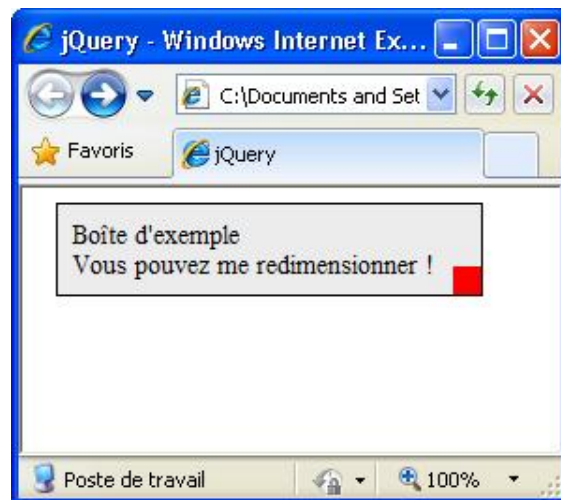 jQuery - Windows Internet Ex...
C:\Documents and Set
Favoris
jQuery
Boîte d'exemple
Vous pouvez me redimensionner !
Poste de travail
100%